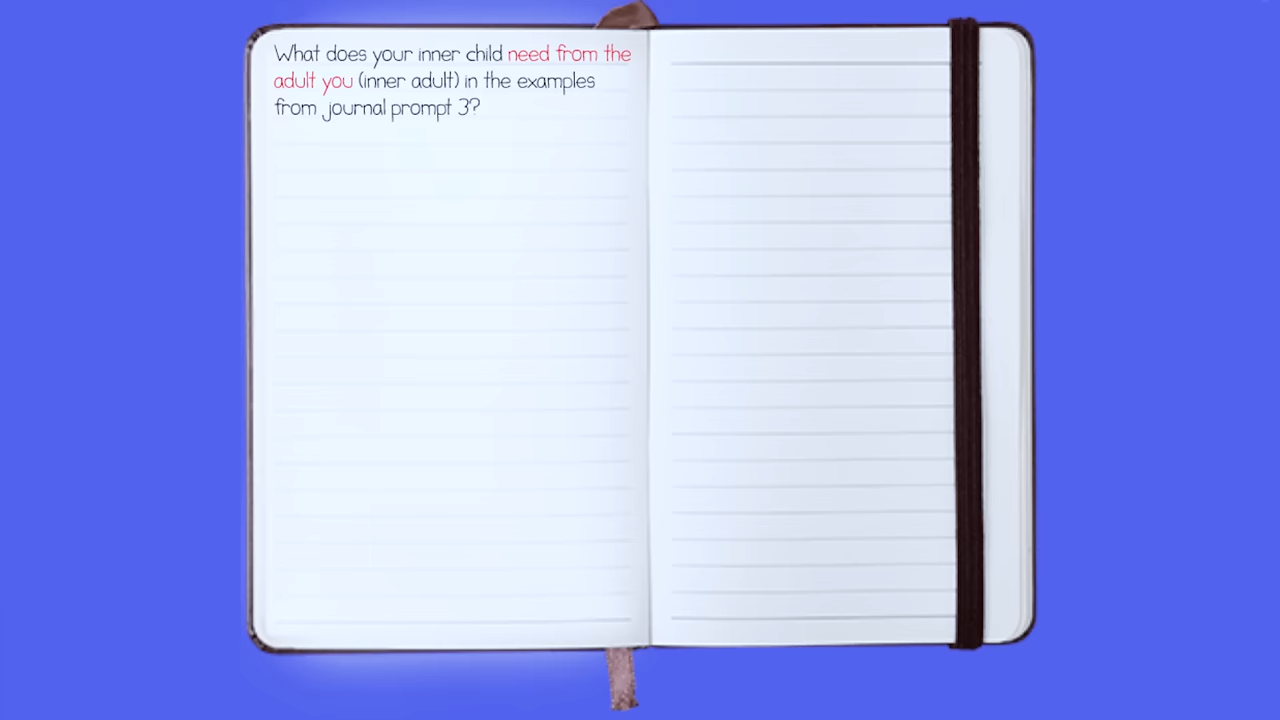 What does your inner child need from the
adult you (inner adult) in the examples
from journal prompt 3?